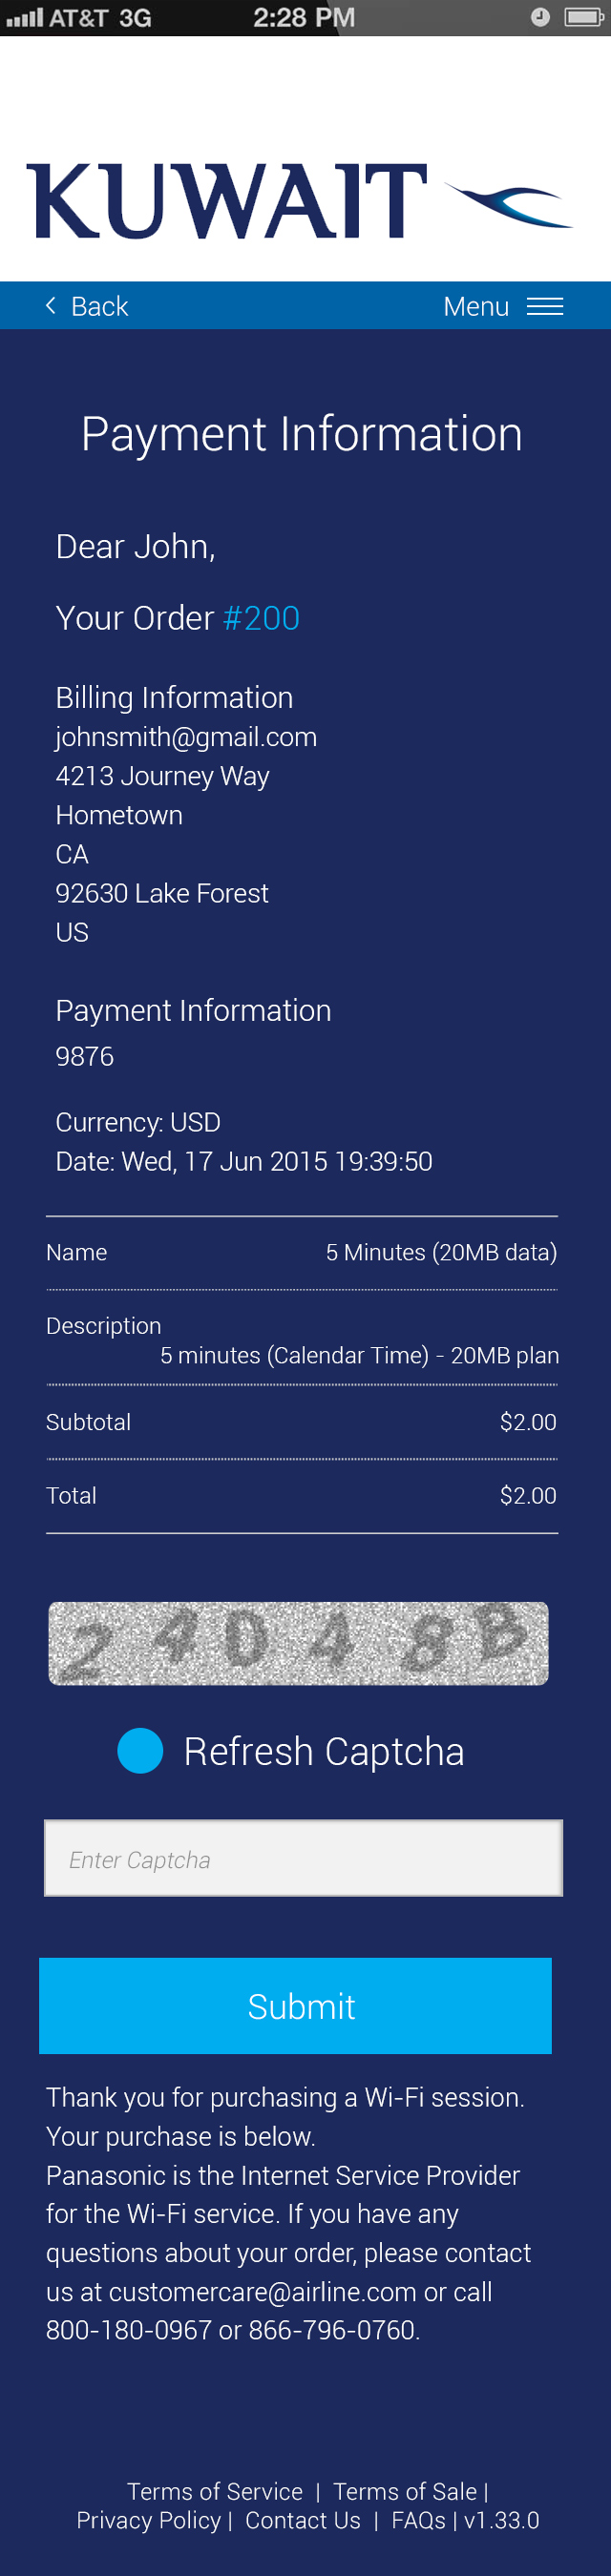 AT&T 3G 2:28 PM
KUWAIT
Back Menu
Payment Information
Dear John,
Your Order #200
Billing Information
johnsmith@gmail.com
4213 Journey Way
Hometown
CA
92630 Lake Forest
US
Payment Information
9876
Currency: USD
Date: Wed, 17 Jun 2015 19:39:50
Name 5 Minutes (20MB data)
Description
5 minutes (Calendar Time) - 20MB plan
Subtotal $2.00
Total $2.00
Refresh Captcha
Enter Captcha
Submit
Thank you for purchasing a Wi-Fi session.
Your purchase is below.
Panasonic is the Internet Service Provider
for the Wi-Fi service. If you have any
questions about your order, please contact
us at customercare@airline.com or call
800-180-0967 or 866-796-0760.
Terms of Service | Terms of Sale |
Privacy Policy | Contact Us | FAQs | v1.33.0